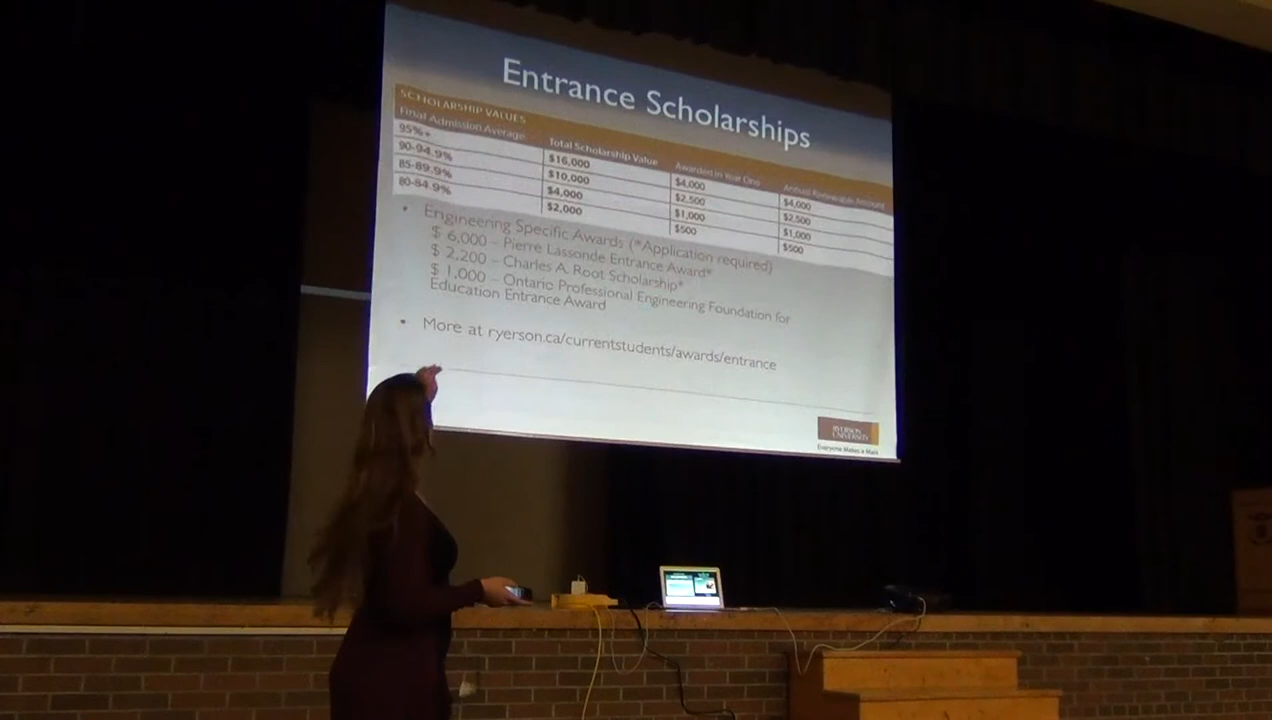 Entrance Scholarships
SCHOLARSHIP VALUES
Final Admission Average Total Scholarship Value Awarded in Year One Annual Renewable Amount
95%+ $16,000 $4,000 $4,000
90-94.9% $10,000 $2,500 $2,500
85-89.9% $4,000 $1,000 $1,000
80-84.9% $2,000 $500 $500
• Engineering Specific Awards (*Application required)
$ 6,000 – Pierre Lassonde Entrance Award*
$ 2,200 – Charles A. Root Scholarship*
$ 1,000 – Ontario Professional Engineering Foundation for
Education Entrance Award
• More at ryerson.ca/currentstudents/awards/entrance
RYERSON
UNIVERSITY
Everyone Makes a Mark